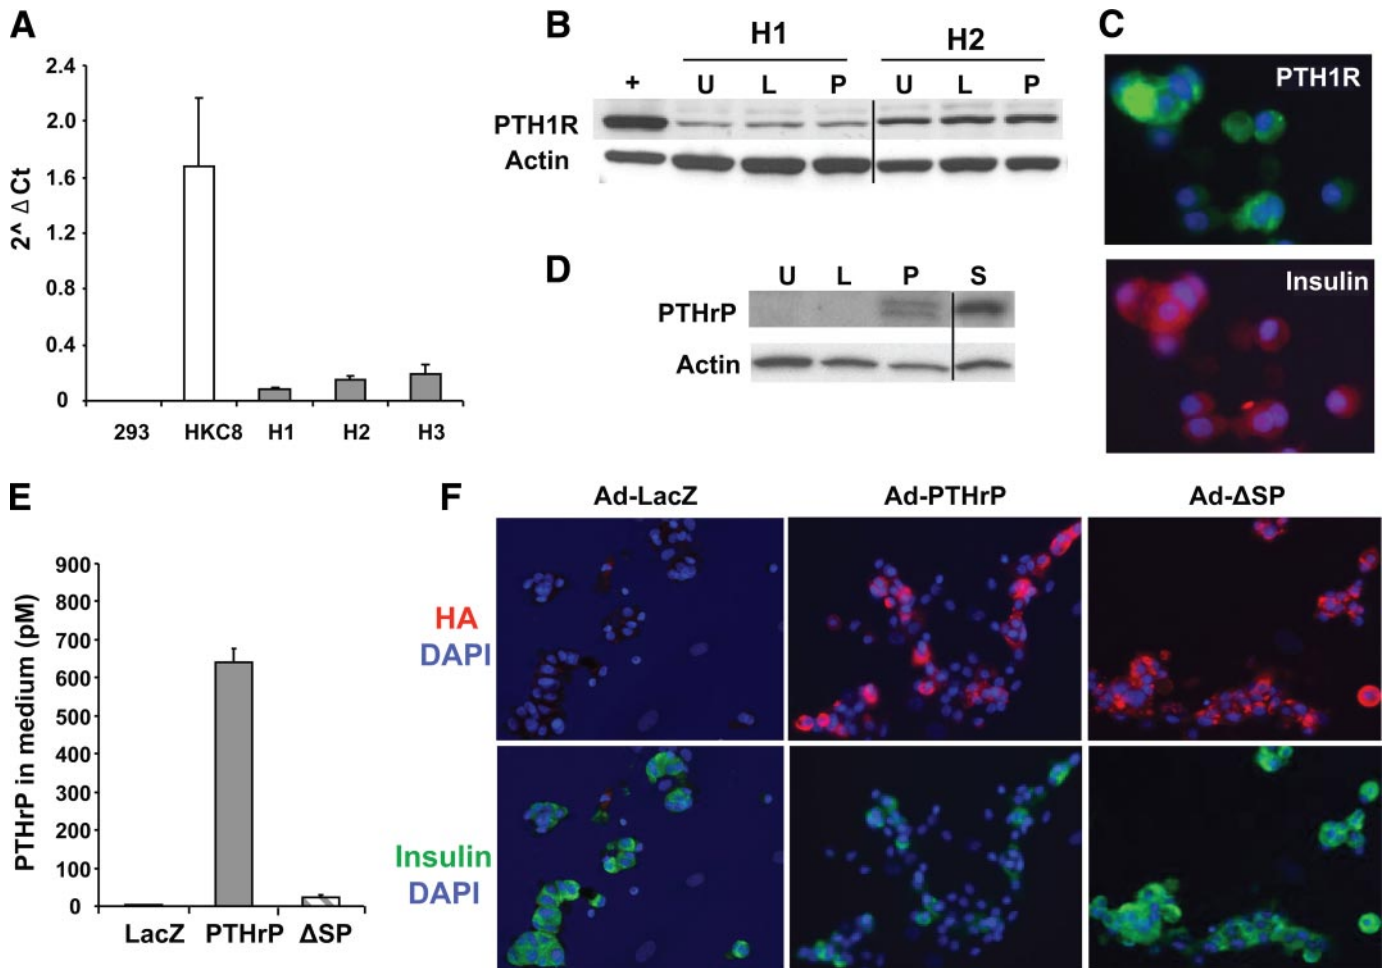 A
2.4
2.0
1.6
1.2
0.8
0.4
0
2^ Δ Ct
293 HKC8 H1 H2 H3
B
H1 H2
+ U L P U L P
PTH1R
Actin
C
PTH1R
Insulin
D
U L P S
PTHrP
Actin
E
900
800
700
600
500
400
300
200
100
0
PTHrP in medium (pM)
LacZ PTHrP ΔSP
F
Ad-LacZ Ad-PTHrP Ad-ΔSP
HA
DAPI
Insulin
DAPI